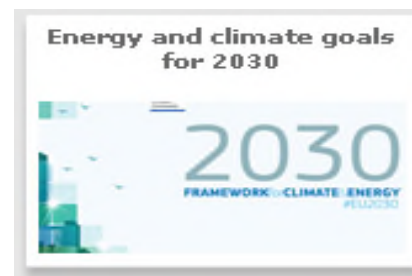 Energy and climate goals
for 2030
2030
FRAMEWORK for CLIMATE & ENERGY
#EU2030